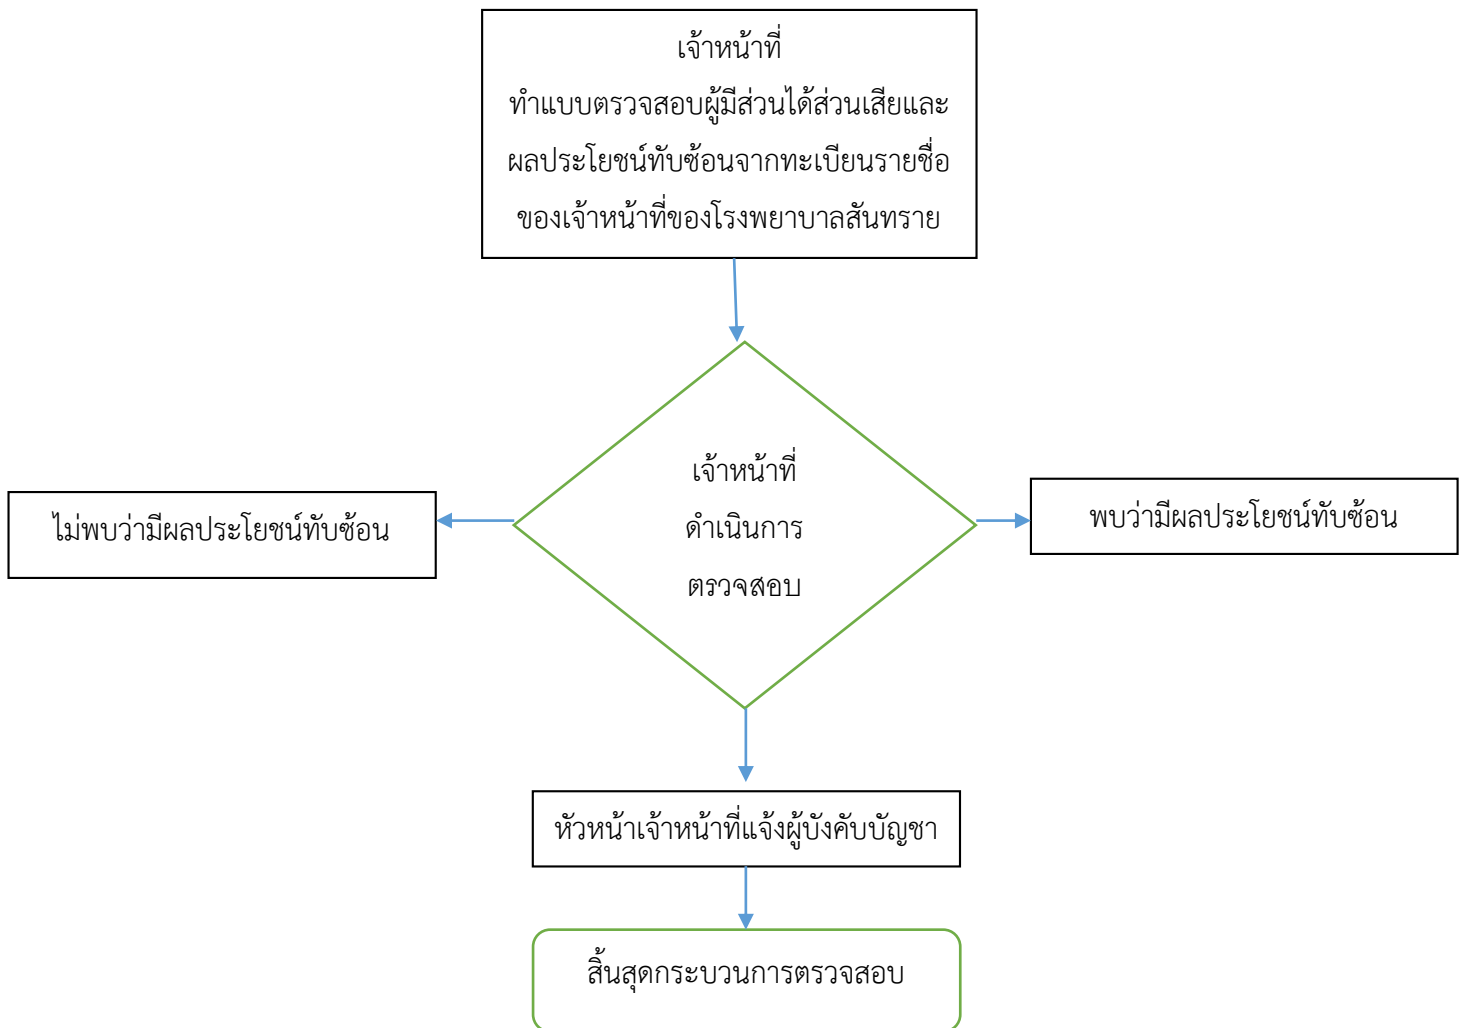 เจ้าหน้าที่
ทำแบบตรวจสอบผู้มีส่วนได้ส่วนเสียและ
ผลประโยชน์ทับซ้อนจากทะเบียนรายชื่อ
ของเจ้าหน้าที่ของโรงพยาบาลสันทราย
เจ้าหน้าที่
ดำเนินการ
ตรวจสอบ
ไม่พบว่ามีผลประโยชน์ทับซ้อน
พบว่ามีผลประโยชน์ทับซ้อน
หัวหน้าเจ้าหน้าที่แจ้งผู้บังคับบัญชา
สิ้นสุดกระบวนการตรวจสอบ